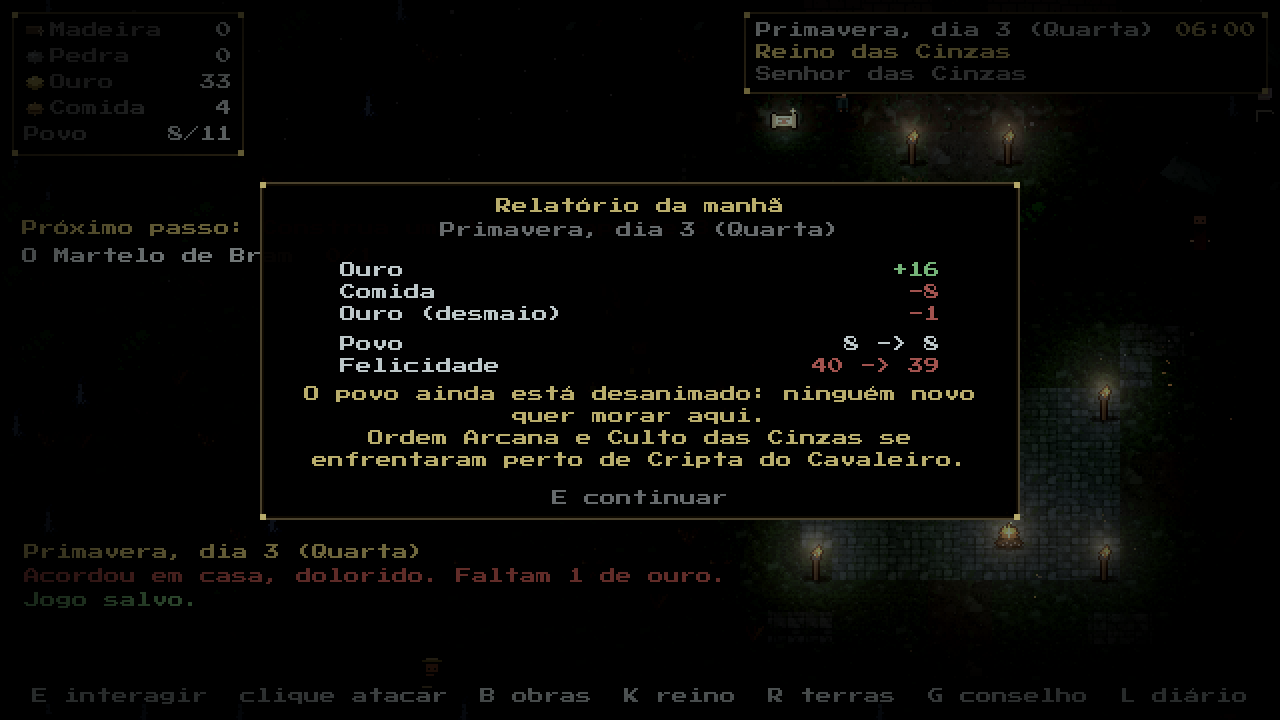 Madeira 0
Pedra 0
Ouro 33
Comida 4
Povo 8/11
Primavera, dia 3 (Quarta) 06:00
Reino das Cinzas
Senhor das Cinzas
Próximo passo:
O Martelo de Bram
Relatório da manhã
Primavera, dia 3 (Quarta)
Ouro +16
Comida -8
Ouro (desmaio) -1
Povo 8 -> 8
Felicidade 40 -> 39
O povo ainda está desanimado: ninguém novo
quer morar aqui.
Ordem Arcana e Culto das Cinzas se
enfrentaram perto de Cripta do Cavaleiro.
E continuar
Primavera, dia 3 (Quarta)
Acordou em casa, dolorido. Faltam 1 de ouro.
Jogo salvo.
E interagir clique atacar B obras K reino R terras G conselho L diário